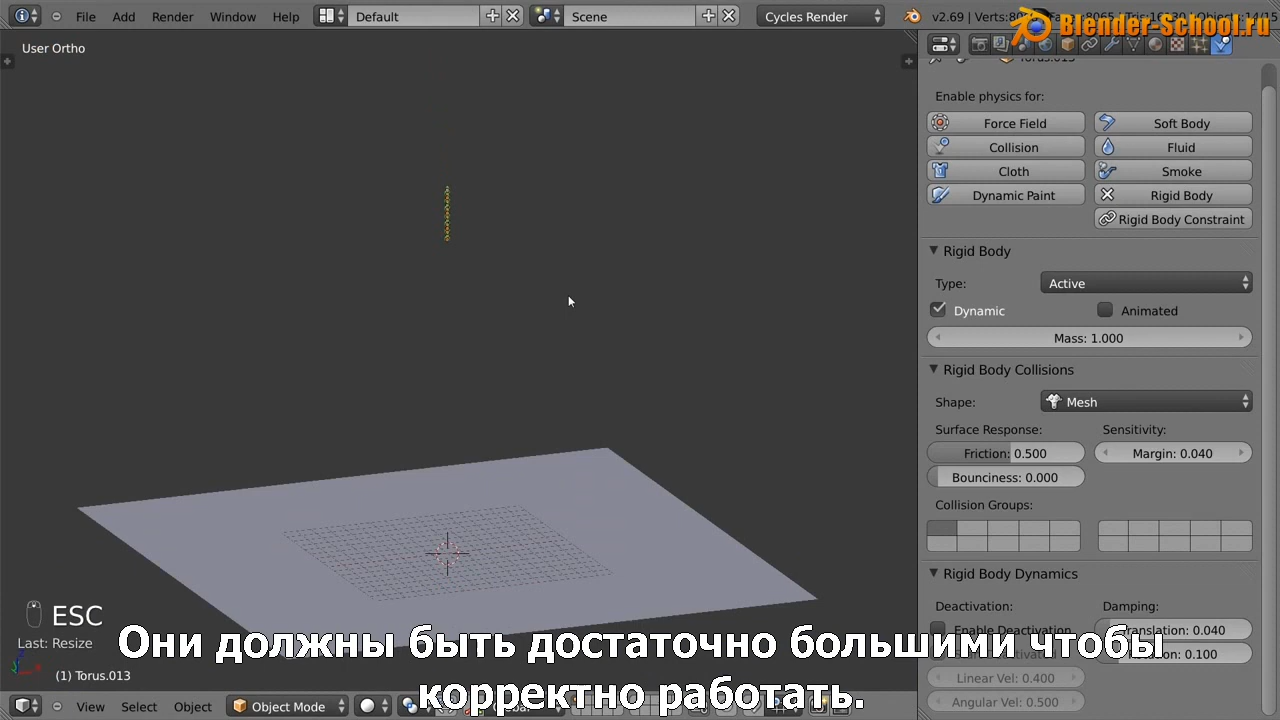 File Add Render Window Help Default Scene Cycles Render v2.69
Blender-School.ru
User Ortho
Torus.013
Enable physics for:
Force Field Soft Body
Collision Fluid
Cloth Smoke
Dynamic Paint Rigid Body
Rigid Body Constraint
Rigid Body
Type: Active
Dynamic Animated
Mass: 1.000
Rigid Body Collisions
Shape: Mesh
Surface Response: Sensitivity:
Friction: 0.500 Margin: 0.040
Bounciness: 0.000
Collision Groups:
Rigid Body Dynamics
Deactivation: Damping:
Enable Deactivation Translation: 0.040
0.100
Linear Vel: 0.400
Angular Vel: 0.500
ESC
Last: Resize
(1) Torus.013
Они должны быть достаточно большими чтобы
корректно работать.
View Select Object Object Mode